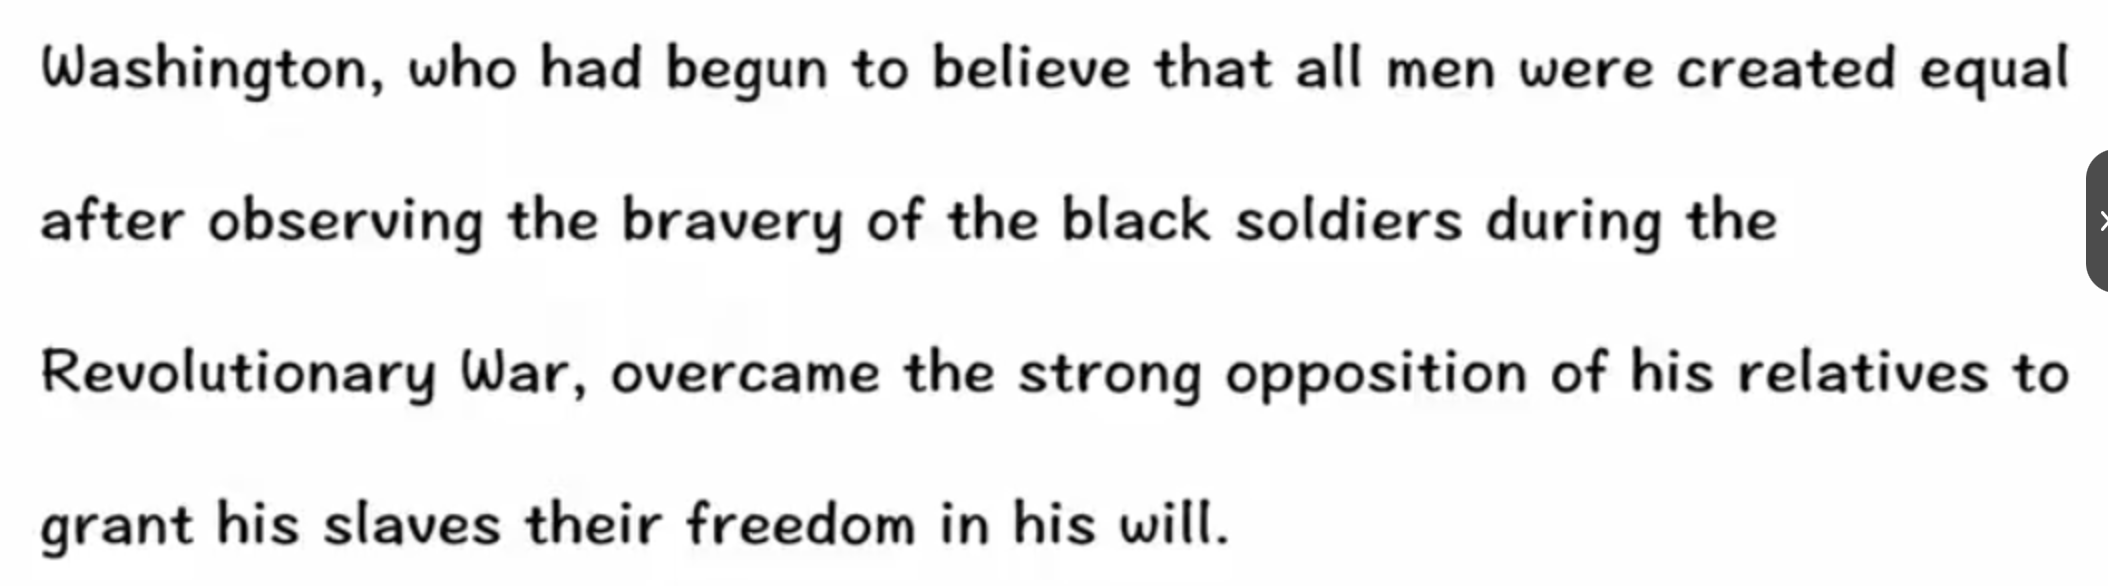 Washington, who had begun to believe that all men were created equal
after observing the bravery of the black soldiers during the
Revolutionary War, overcame the strong opposition of his relatives to
grant his slaves their freedom in his will.